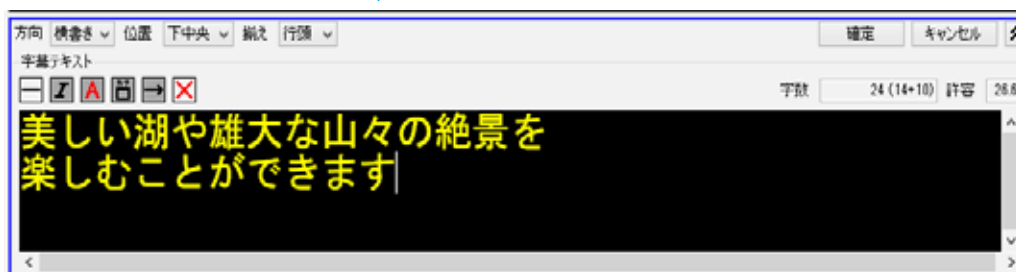 方向 横書き 位置 下中央 揃え 行頭 確定 キャンセル
字幕テキスト
字数 24 (14+10) 許容 26.6
美しい湖や雄大な山々の絶景を
楽しむことができます